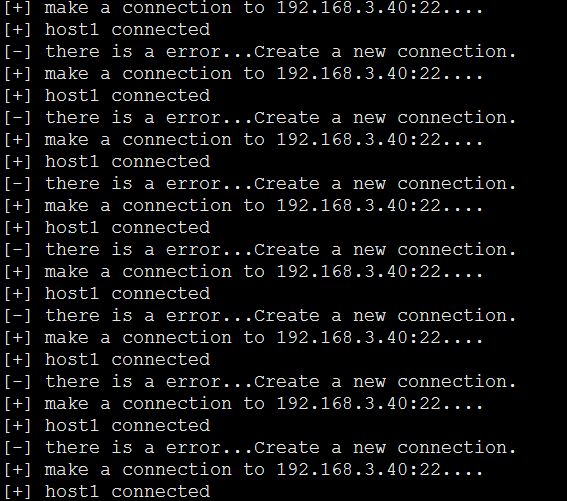 [+] make a connection to 192.168.3.40:22....
[+] host1 connected
[-] there is a error...Create a new connection.
[+] make a connection to 192.168.3.40:22....
[+] host1 connected
[-] there is a error...Create a new connection.
[+] make a connection to 192.168.3.40:22....
[+] host1 connected
[-] there is a error...Create a new connection.
[+] make a connection to 192.168.3.40:22....
[+] host1 connected
[-] there is a error...Create a new connection.
[+] make a connection to 192.168.3.40:22....
[+] host1 connected
[-] there is a error...Create a new connection.
[+] make a connection to 192.168.3.40:22....
[+] host1 connected
[-] there is a error...Create a new connection.
[+] make a connection to 192.168.3.40:22....
[+] host1 connected
[-] there is a error...Create a new connection.
[+] make a connection to 192.168.3.40:22....
[+] host1 connected